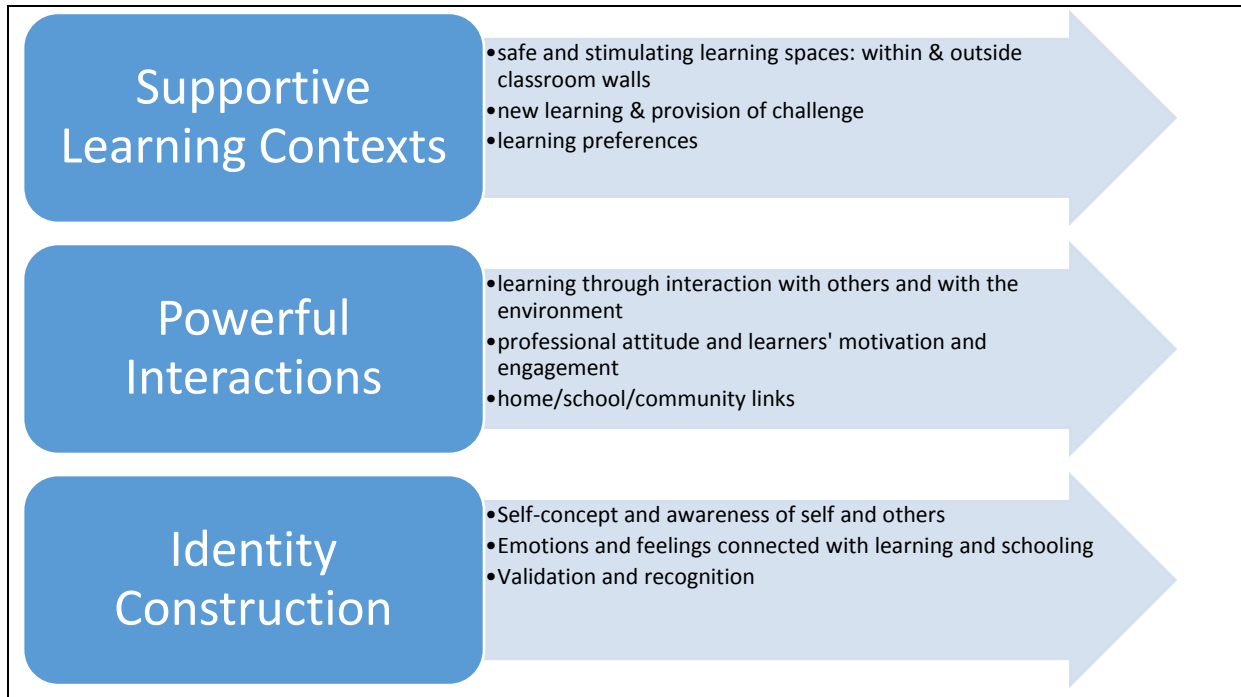 Supportive
Learning Contexts
•safe and stimulating learning spaces: within & outside
classroom walls
•new learning & provision of challenge
•learning preferences
Powerful
Interactions
•learning through interaction with others and with the
environment
•professional attitude and learners' motivation and
engagement
•home/school/community links
Identity
Construction
•Self-concept and awareness of self and others
•Emotions and feelings connected with learning and schooling
•Validation and recognition